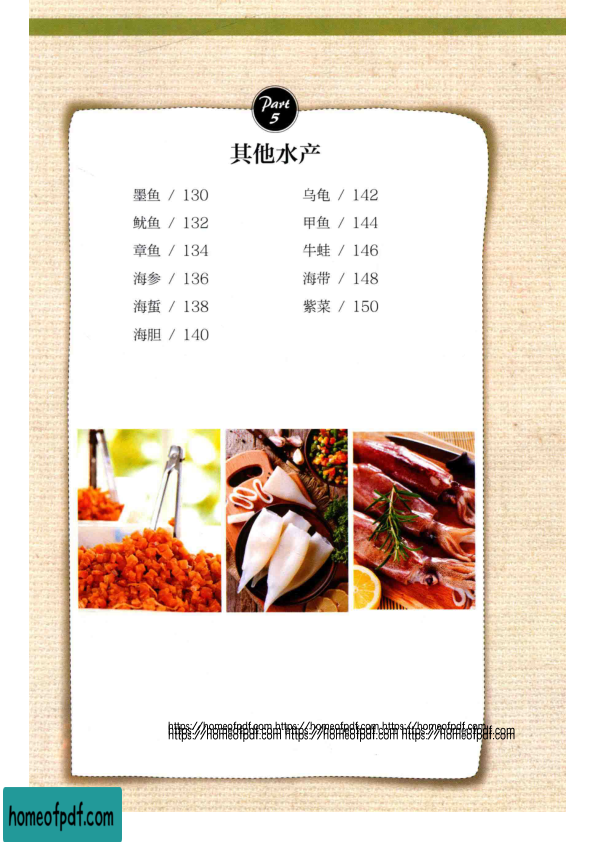 Part
5
其他水产
墨鱼 / 130
鱿鱼 / 132
章鱼 / 134
海参 / 136
海蜇 / 138
海胆 / 140
乌龟 / 142
甲鱼 / 144
牛蛙 / 146
海带 / 148
紫菜 / 150
https://homeofpdf.com https://homeofpdf.com https://homeofpdf.com
https://homeofpdf.com https://homeofpdf.com https://homeofpdf.com
homeofpdf.com